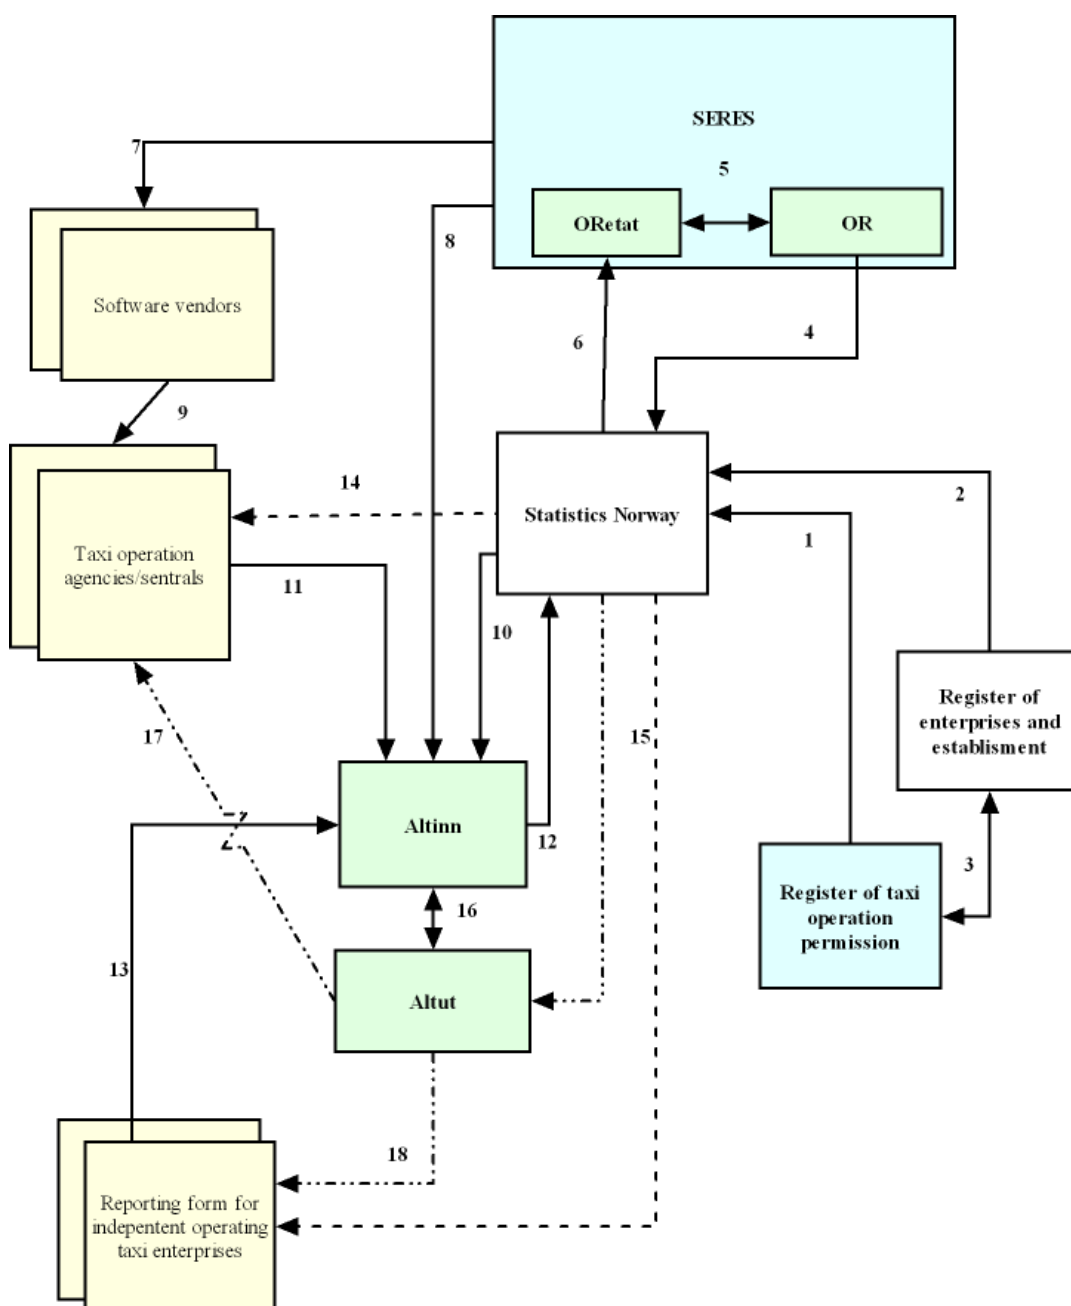 SERES
7
5
ORetat
OR
8
Software vendors
4
6
9
14
2
Statistics Norway
1
Taxi operation
agencies/sentrals
11
10
Register of
enterprises and
establisment
17
15
Altinn
12
3
Register of taxi
operation
permission
16
13
Altut
18
Reporting form for
indepentent operating
taxi enterprises